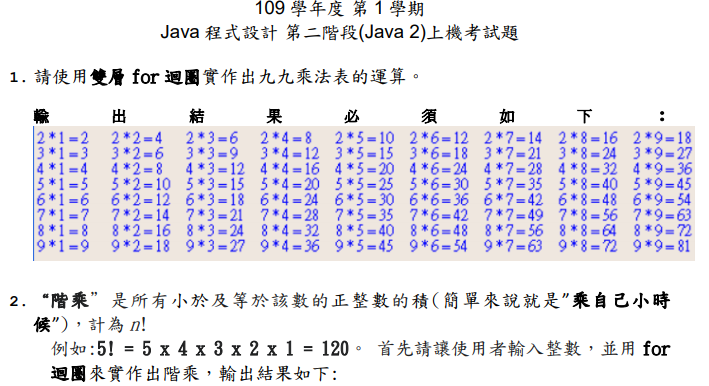 109 學年度 第 1 學期
Java 程式設計 第二階段(Java 2)上機考試題
1. 請使用雙層 for 迴圈實作出九九乘法表的運算。
輸 出 結 果 必 須 如 下 :
2*1=2 2*2=4 2*3=6 2*4=8 2*5=10 2*6=12 2*7=14 2*8=16 2*9=18
3*1=3 3*2=6 3*3=9 3*4=12 3*5=15 3*6=18 3*7=21 3*8=24 3*9=27
4*1=4 4*2=8 4*3=12 4*4=16 4*5=20 4*6=24 4*7=28 4*8=32 4*9=36
5*1=5 5*2=10 5*3=15 5*4=20 5*5=25 5*6=30 5*7=35 5*8=40 5*9=45
6*1=6 6*2=12 6*3=18 6*4=24 6*5=30 6*6=36 6*7=42 6*8=48 6*9=54
7*1=7 7*2=14 7*3=21 7*4=28 7*5=35 7*6=42 7*7=49 7*8=56 7*9=63
8*1=8 8*2=16 8*3=24 8*4=32 8*5=40 8*6=48 8*7=56 8*8=64 8*9=72
9*1=9 9*2=18 9*3=27 9*4=36 9*5=45 9*6=54 9*7=63 9*8=72 9*9=81
2. “階乘”是所有小於及等於該數的正整數的積(簡單來說就是"乘自己小時
候")，計為 n!
例如:5! = 5 x 4 x 3 x 2 x 1 = 120。 首先請讓使用者輸入整數，並用 for
迴圈來實作出階乘，輸出結果如下: